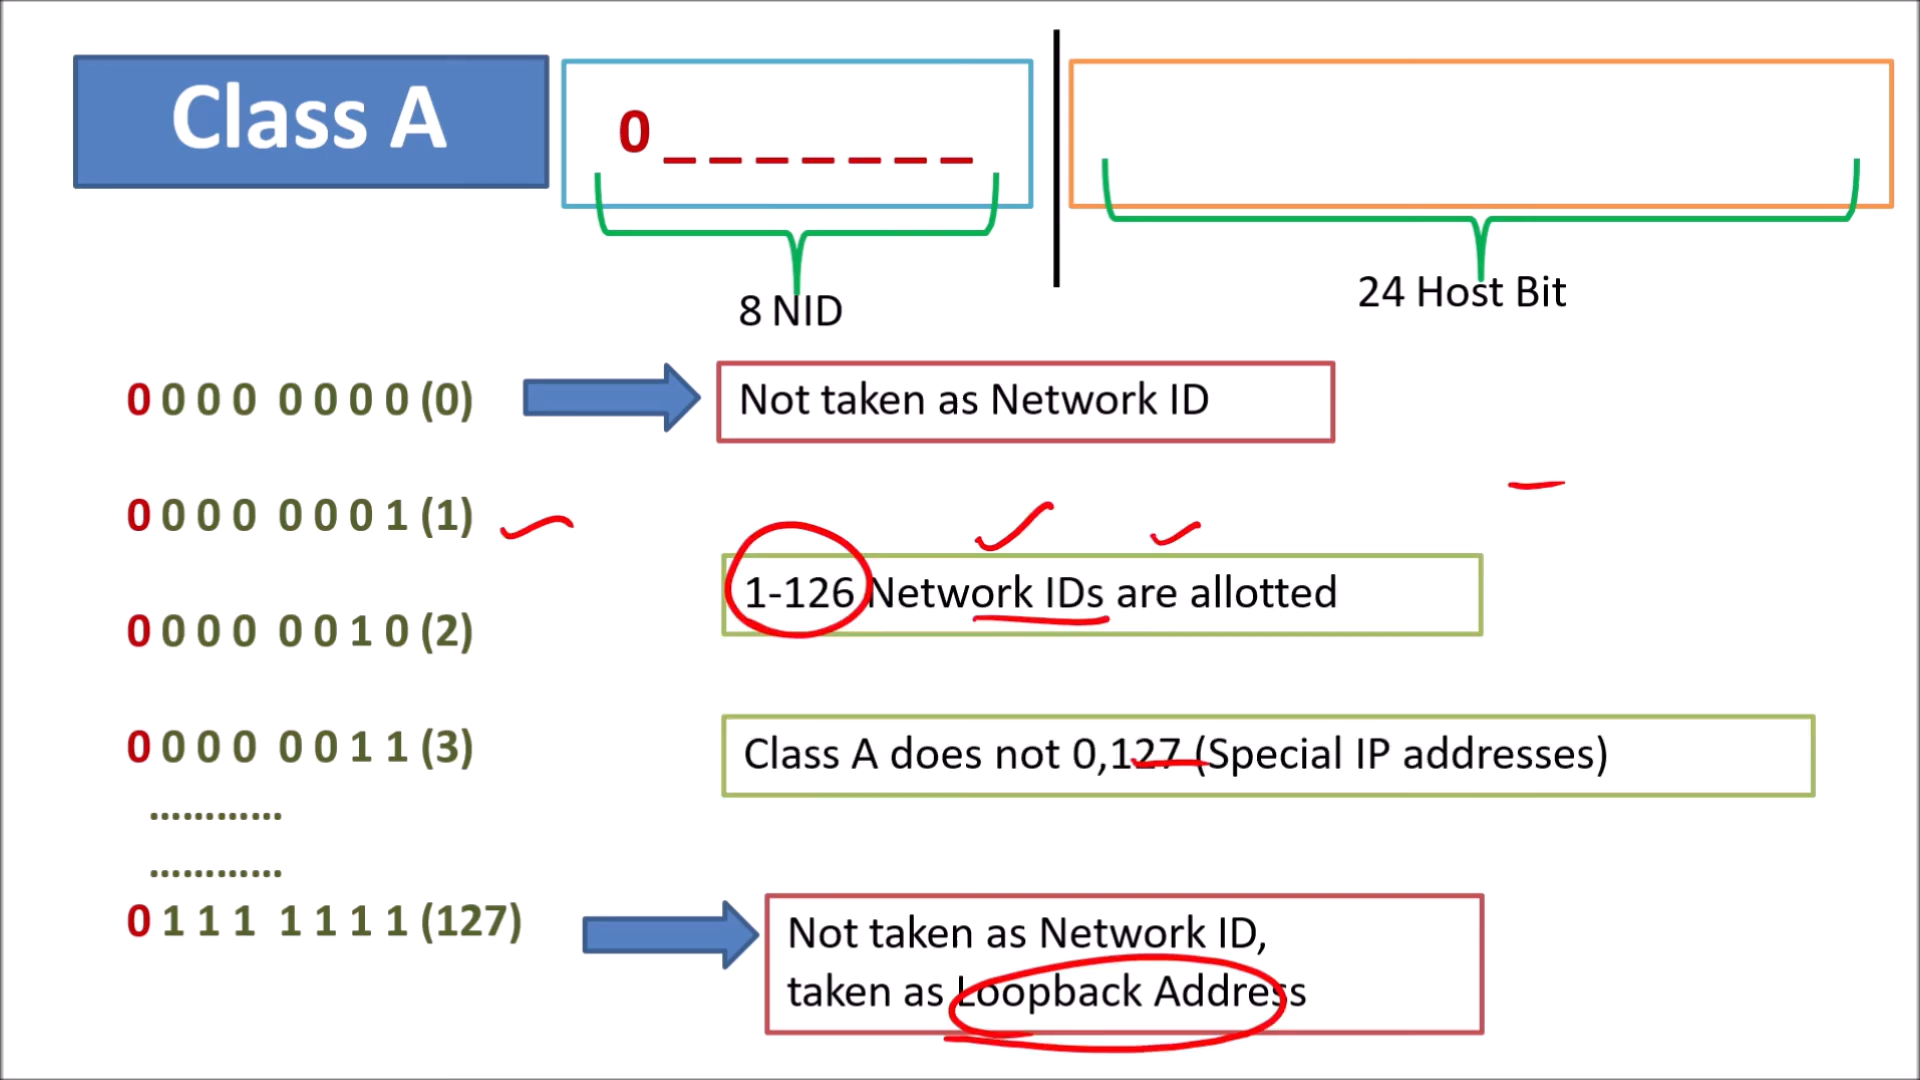 Class A
0 _ _ _ _ _ _ _
8 NID
24 Host Bit
0 0 0 0 0 0 0 0 (0)
Not taken as Network ID
0 0 0 0 0 0 0 1 (1)
1-126 Network IDs are allotted
0 0 0 0 0 0 1 0 (2)
0 0 0 0 0 0 1 1 (3)
Class A does not 0,127 (Special IP addresses)
............
............
0 1 1 1 1 1 1 1 (127)
Not taken as Network ID,
taken as Loopback Address